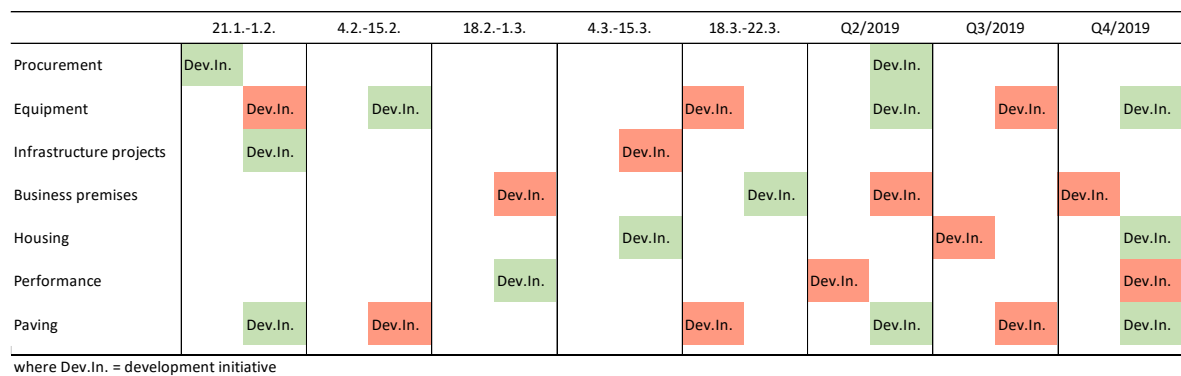 21.1.-1.2. 4.2.-15.2. 18.2.-1.3. 4.3.-15.3. 18.3.-22.3. Q2/2019 Q3/2019 Q4/2019
Procurement Dev.In. Dev.In.
Equipment Dev.In. Dev.In. Dev.In. Dev.In. Dev.In. Dev.In.
Infrastructure projects Dev.In. Dev.In.
Business premises Dev.In. Dev.In. Dev.In. Dev.In.
Housing Dev.In. Dev.In. Dev.In.
Performance Dev.In. Dev.In. Dev.In.
Paving Dev.In. Dev.In. Dev.In. Dev.In. Dev.In. Dev.In.
where Dev.In. = development initiative